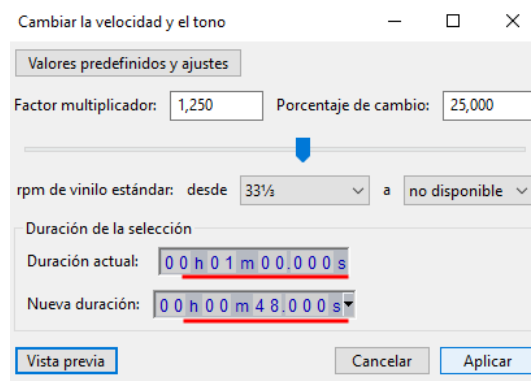 Cambiar la velocidad y el tono
Valores predefinidos y ajustes
Factor multiplicador: 1,250 Porcentaje de cambio: 25,000
rpm de vinilo estándar: desde 33⅓ a no disponible
Duración de la selección
Duración actual: 00h01m00.000s
Nueva duración: 00h00m48.000s
Vista previa Cancelar Aplicar